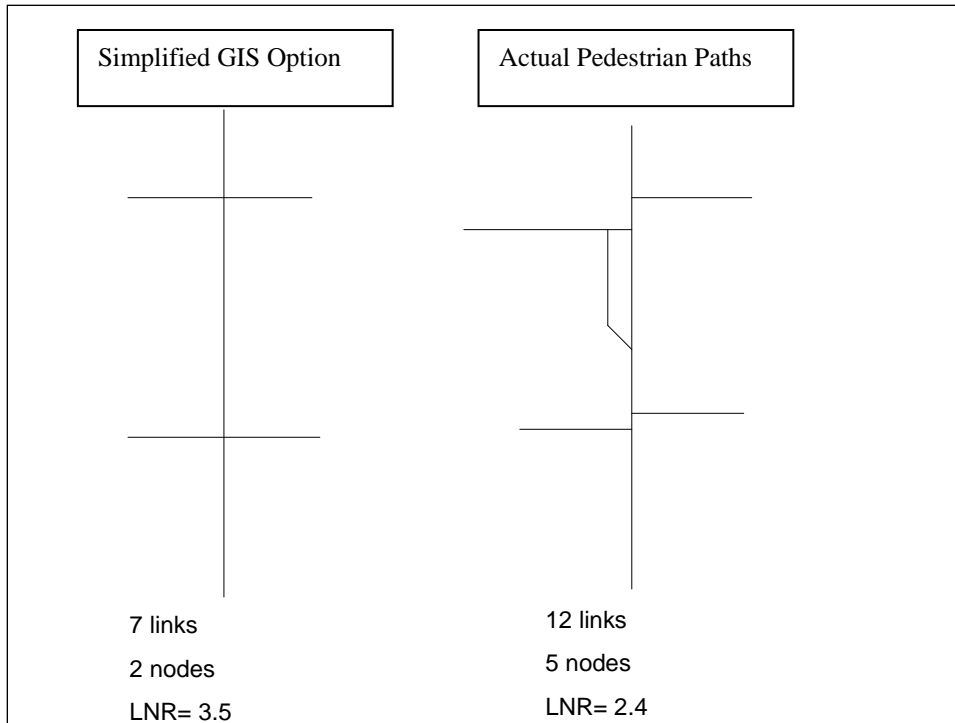 Simplified GIS Option
Actual Pedestrian Paths
7 links
2 nodes
LNR= 3.5
12 links
5 nodes
LNR= 2.4